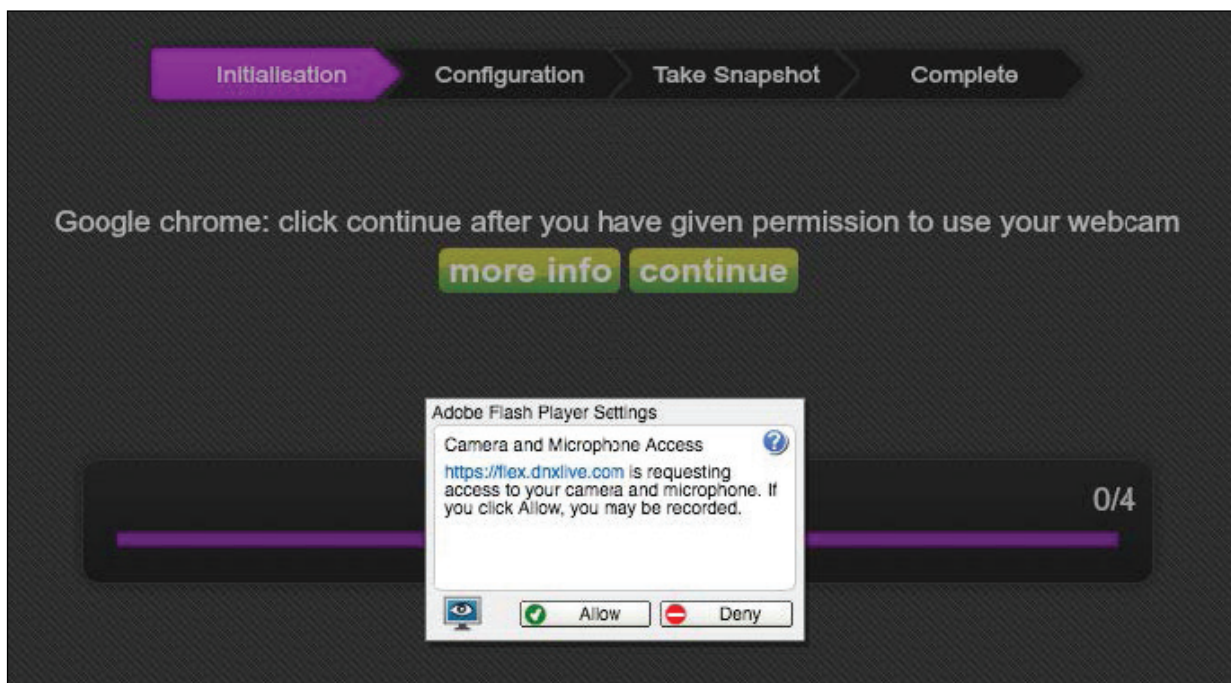 Initialisation
Configuration
Take Snapshot
Complete
Google chrome: click continue after you have given permission to use your webcam
more info
continue
Adobe Flash Player Settings
Camera and Microphone Access
https://flex.dnxlive.com is requesting
access to your camera and microphone. If
you click Allow, you may be recorded.
0/4
Allow
Deny